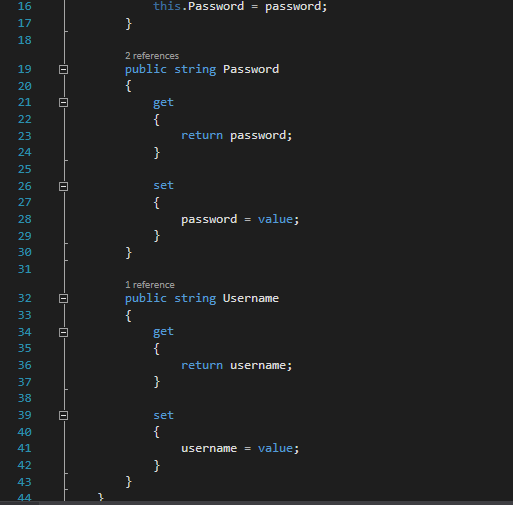 16 this.Password = password;
17 }
18
2 references
19 public string Password
20 {
21 get
22 {
23 return password;
24 }
25
26 set
27 {
28 password = value;
29 }
30 }
31
1 reference
32 public string Username
33 {
34 get
35 {
36 return username;
37 }
38
39 set
40 {
41 username = value;
42 }
43 }
44 }